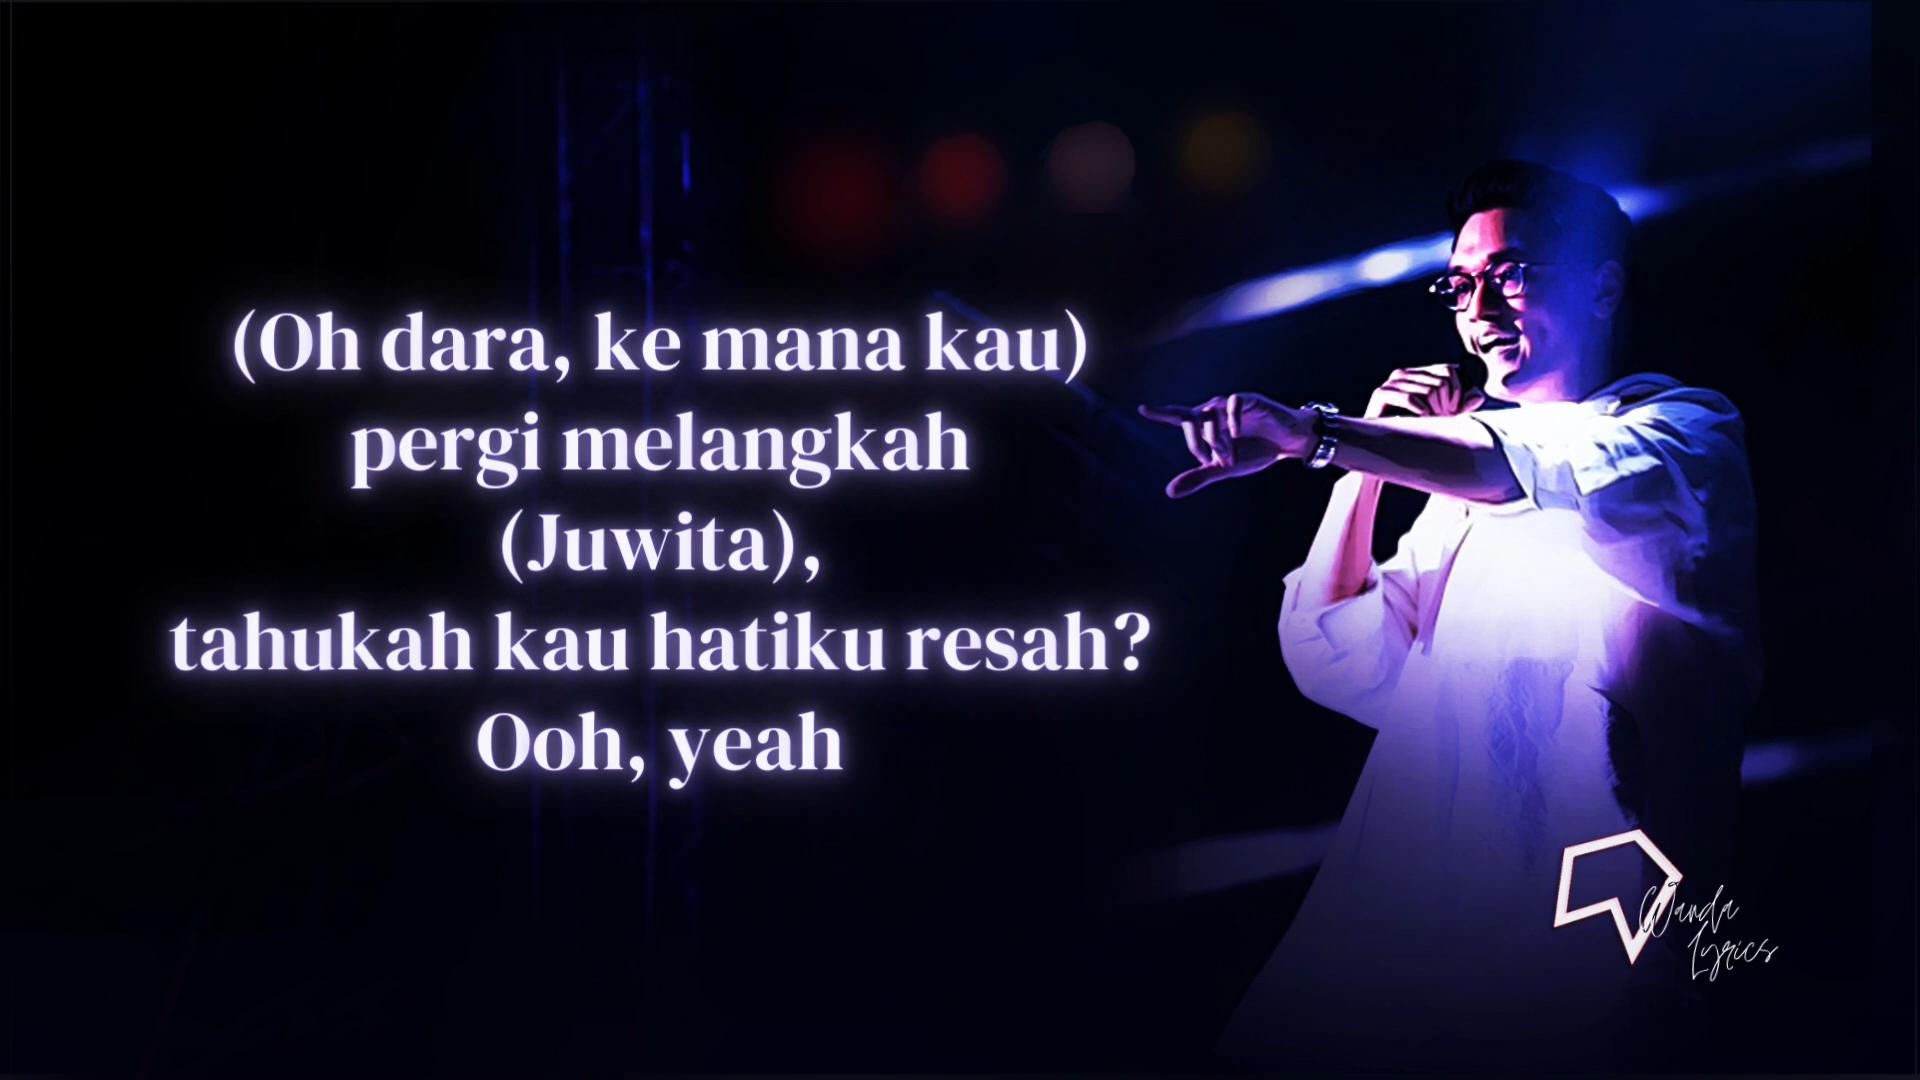 (Oh dara, ke mana kau)
pergi melangkah
(Juwita),
tahukah kau hatiku resah?
Ooh, yeah
Wanda
Lyrics